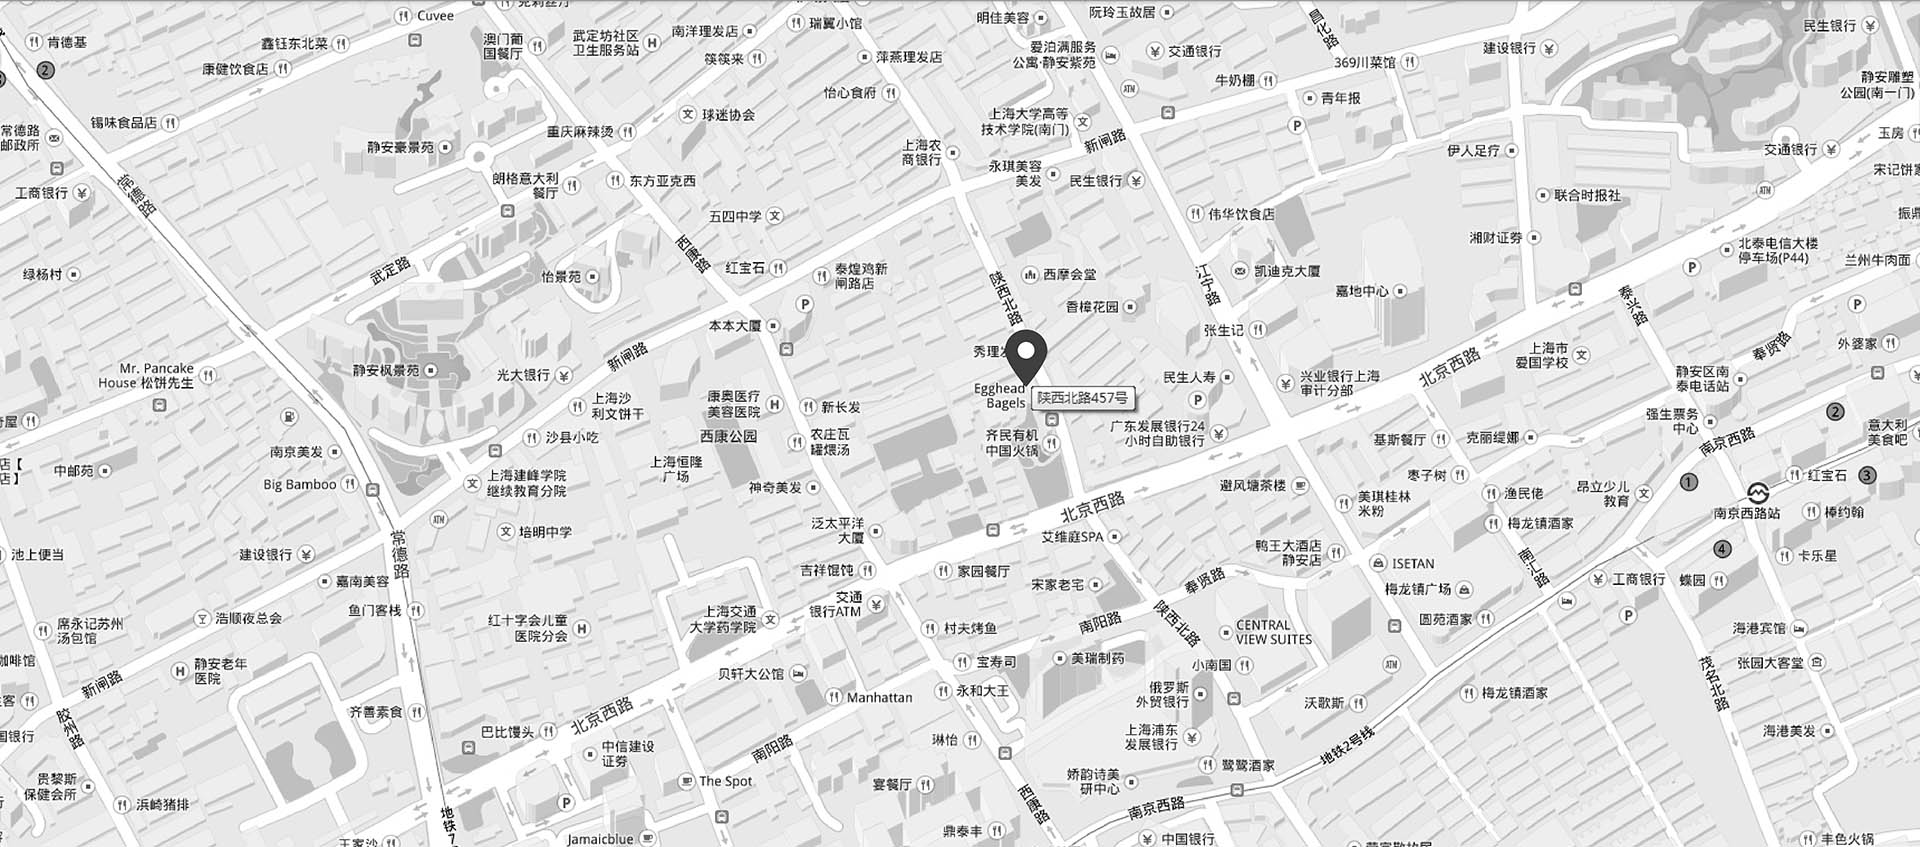 Cuvee
肯德基
鑫钰东北菜
康健饮食店
澳门葡
国餐厅
武定坊社区
卫生服务站
南洋理发店
筷筷来
瑞翼小馆
萍燕理发店
怡心食府
明佳美容
阮玲玉故居
爱泊满服务
公寓·静安紫苑
交通银行
牛奶棚
昌化路
369川菜馆
建设银行
民生银行
静安雕塑
公园(南一门)
2
常德路
邮政所
锡味食品店
静安豪景苑
重庆麻辣烫
球迷协会
上海农
商银行
上海大学高等
技术学院(南门)
新闸路
青年报
P
ATM
伊人足疗
交通银行
玉房
工商银行
常德路
朗格意大利
餐厅
东方亚克西
永琪美容
美发
民生银行
ATM
联合时报社
五四中学
伟华饮食店
湘财证券
北泰电信大楼
停车场(P44)
P
兰州牛肉面
绿杨村
武定路
怡景苑
西康路
红宝石
泰煌鸡新
闸路店
P
陕西北路
西摩会堂
江宁路
凯迪克大厦
嘉地中心
泰兴路
P
香樟花园
本本大厦
张生记
奉贤路
外婆家
Mr. Pancake
House 松饼先生
静安枫景苑
新闸路
光大银行
上海沙
利文饼干
康奥医疗
美容医院
新长发
Egghead
Bagels
陕西北路457号
民生人寿
P
兴业银行上海
审计分部
北京西路
上海市
爱国学校
静安区南
泰电话站
强生票务
中心
2
南京美发
沙县小吃
西康公园
农庄瓦
罐煨汤
齐民有机
中国火锅
广东发展银行24
小时自助银行
基斯餐厅
克丽缇娜
南京西路
意大利
美食吧
中邮苑
Big Bamboo
上海建峰学院
继续教育分院
上海恒隆
广场
神奇美发
北京西路
避风塘茶楼
枣子树
美琪桂林
米粉
渔民佬
昂立少儿
教育
1
红宝石
3
南京西路站
榛约翰
ATM
培明中学
泛太平洋
大厦
艾维庭SPA
梅龙镇酒家
4
卡乐星
池上便当
建设银行
常德路
鸭王大酒店
静安店
ISETAN
南汇路
嘉南美容
吉祥馄饨
家园餐厅
宋家老宅
奉贤路
梅龙镇广场
工商银行
蝶园
鱼门客栈
交通
银行ATM
席永记苏州
汤包馆
浩顺夜总会
红十字会儿童
医院分会
上海交通
大学药学院
村夫烤鱼
南阳路
陕西北路
CENTRAL
VIEW SUITES
圆苑酒家
P
海港宾馆
新闸路
静安老年
医院
贝轩大公馆
宝寿司
美瑞制药
小南国
ATM
张园大客堂
茂名北路
胶州路
齐善素食
北京西路
Manhattan
永和大王
俄罗斯
外贸银行
沃歌斯
梅龙镇酒家
巴比馒头
中信建设
证券
南阳路
琳怡
上海浦东
发展银行
地铁2号线
海港美发
贵黎斯
保健会所
浜崎猪排
The Spot
宴餐厅
西康路
娇韵诗美
研中心
鹭鹭酒家
P
地铁7
Jamaicblue
鼎泰丰
南京西路
中国银行
丰色火锅
王家沙